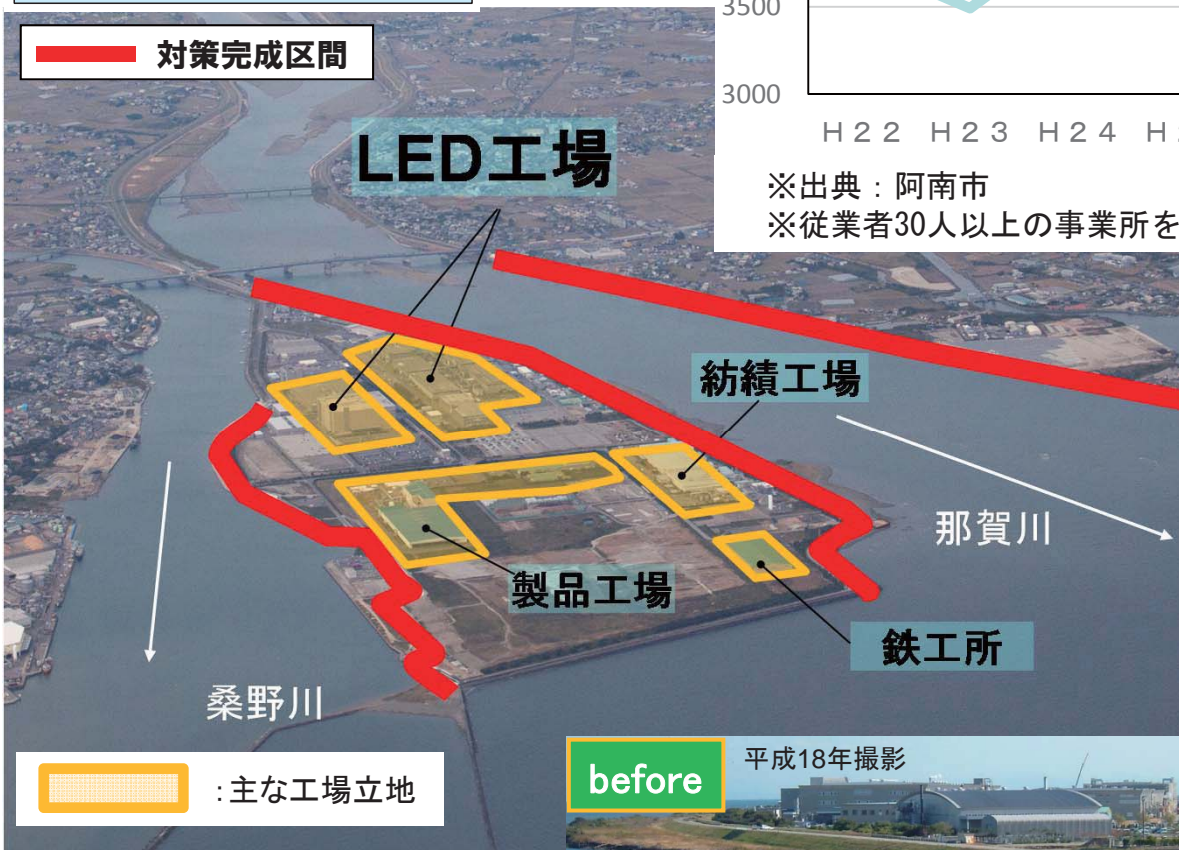 対策完成区間
3500
3000
H22 H23 H24
※出典：阿南市
※従業者30人以上の事業所を
LED工場
紡績工場
那賀川
製品工場
鉄工所
桑野川
：主な工場立地
before
平成18年撮影